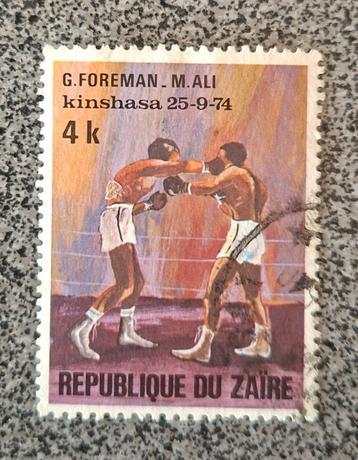 G.FOREMAN_M.ALI
kinshasa 25-9-74
4 k
REPUBLIQUE DU ZAÏRE